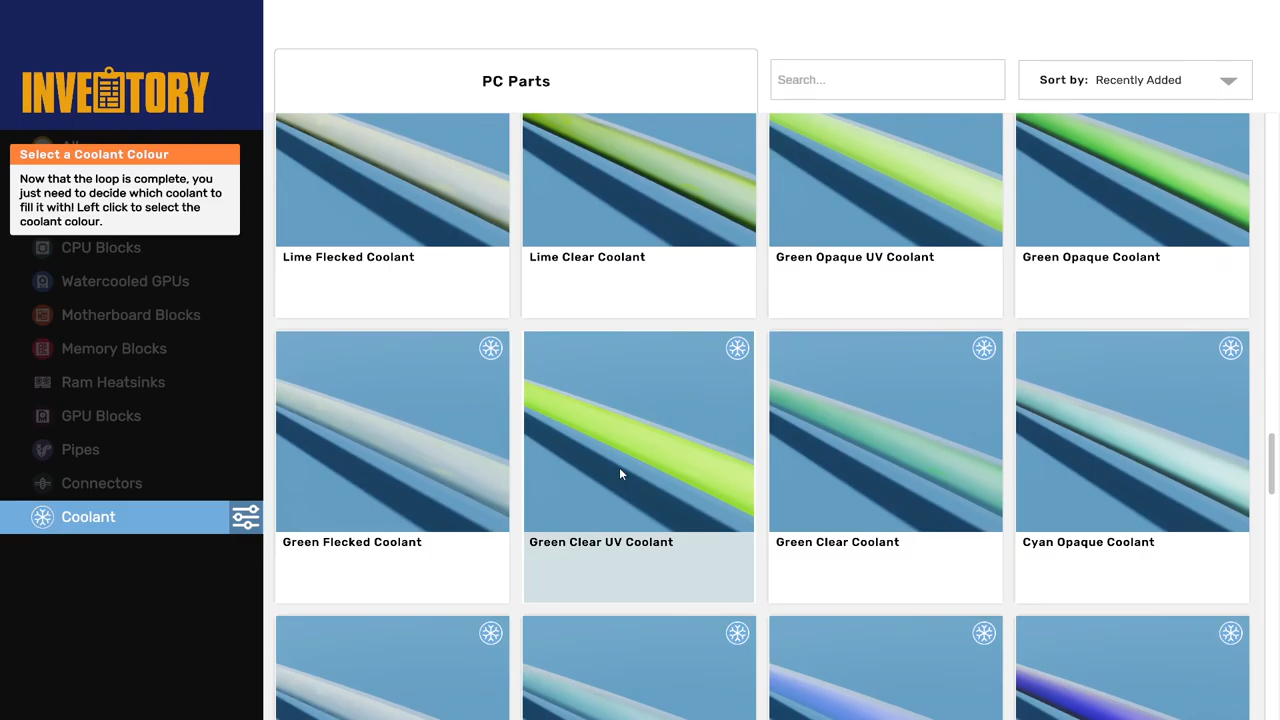 INVENTORY
PC Parts
Search...
Sort by: Recently Added
All
Select a Coolant Colour
Now that the loop is complete, you
just need to decide which coolant to
fill it with! Left click to select the
coolant colour.
CPU Blocks
Watercooled GPUs
Motherboard Blocks
Memory Blocks
Ram Heatsinks
GPU Blocks
Pipes
Connectors
Coolant
Lime Flecked Coolant
Lime Clear Coolant
Green Opaque UV Coolant
Green Opaque Coolant
Green Flecked Coolant
Green Clear UV Coolant
Green Clear Coolant
Cyan Opaque Coolant